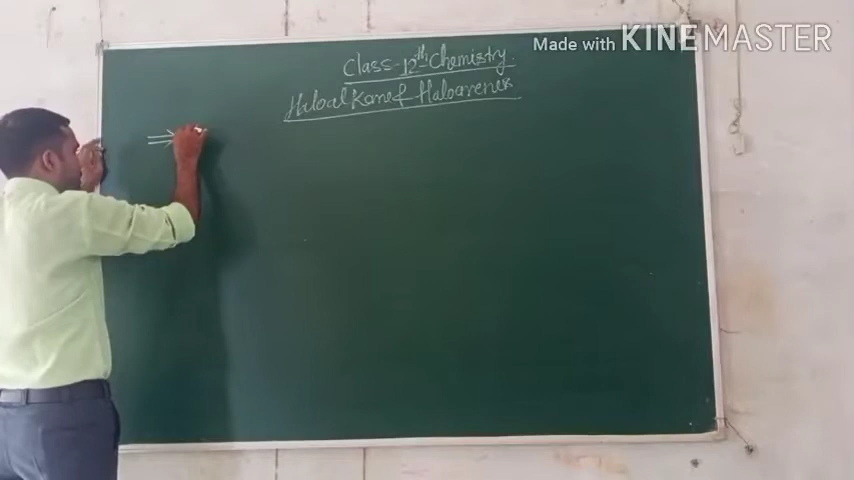 Made with KINEMASTER
Class-12th Chemistry.
Haloalkane & Haloarenes